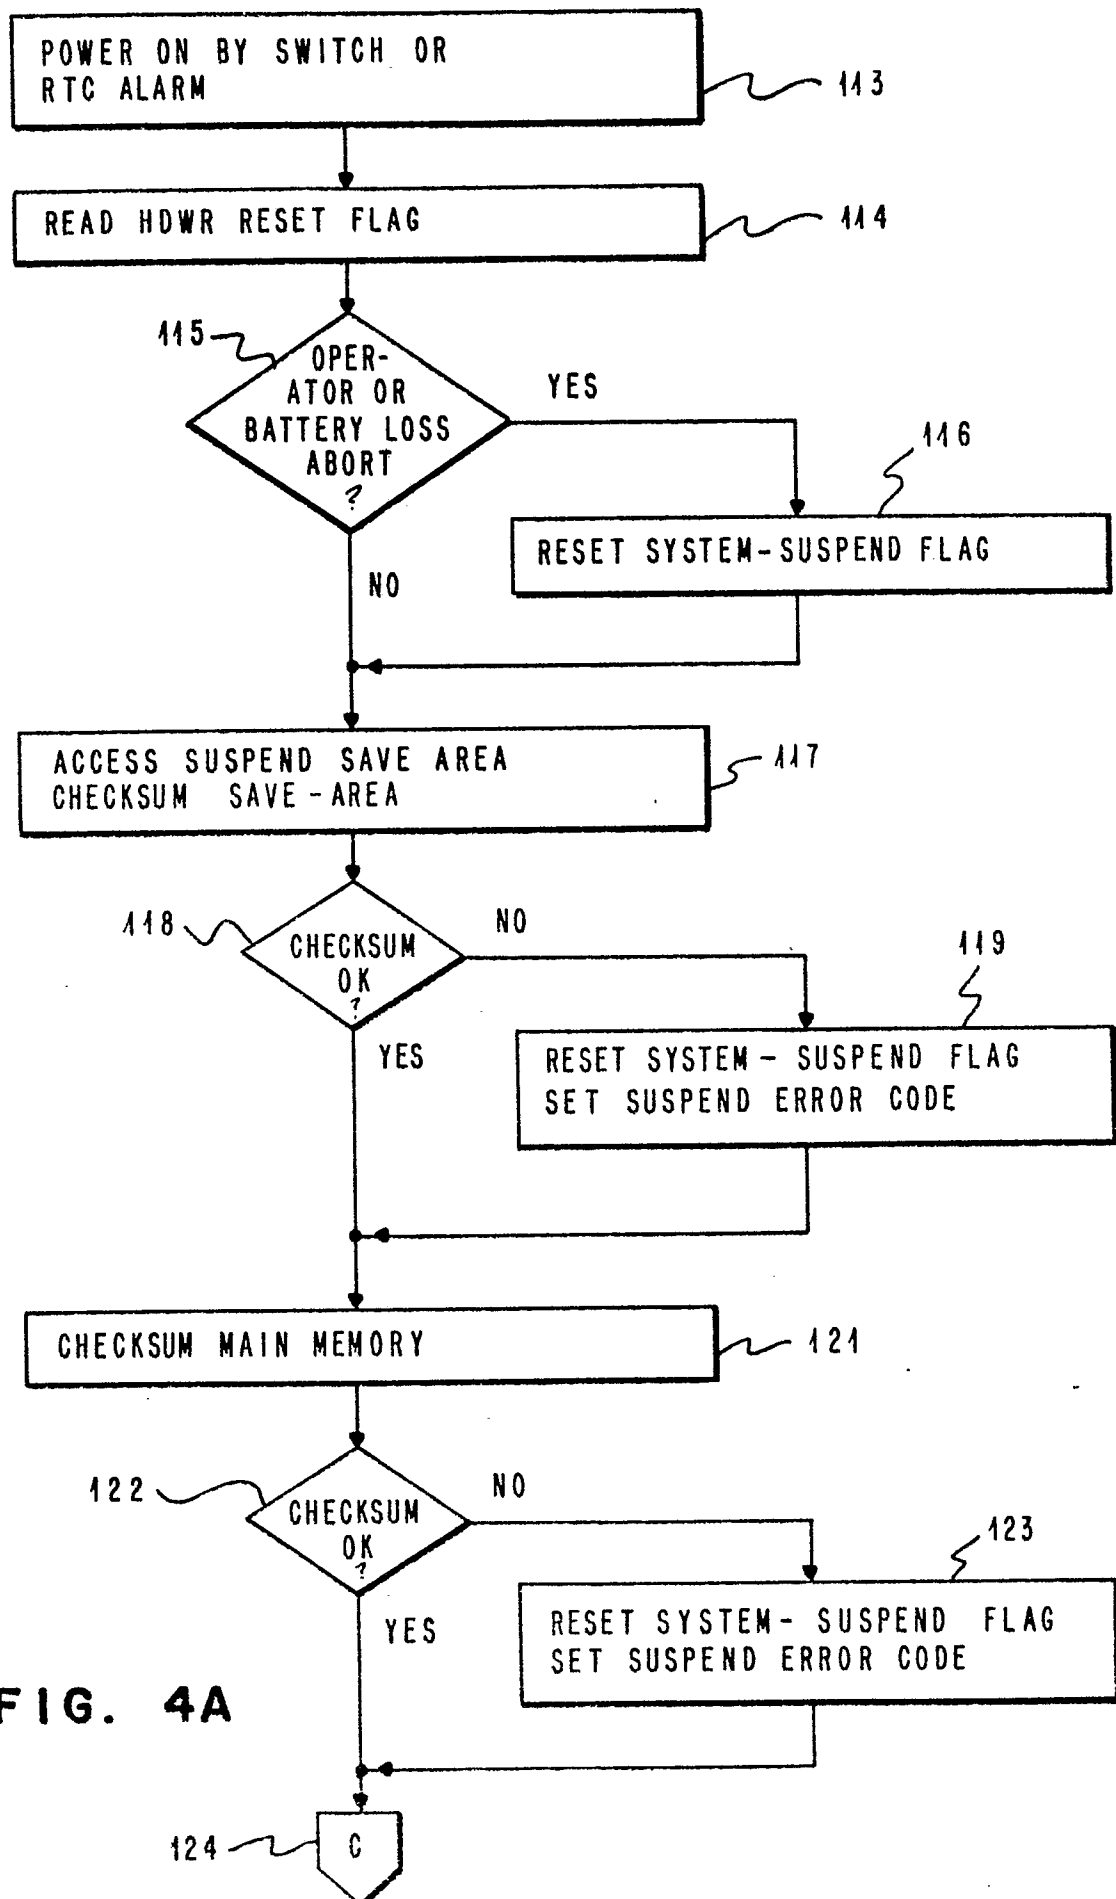 POWER ON BY SWITCH OR
RTC ALARM
113
READ HDWR RESET FLAG
114
115
OPER-
ATOR OR
BATTERY LOSS
ABORT
?
YES
116
RESET SYSTEM-SUSPEND FLAG
NO
ACCESS SUSPEND SAVE AREA
CHECKSUM SAVE-AREA
117
118
CHECKSUM
OK
?
NO
119
YES
RESET SYSTEM- SUSPEND FLAG
SET SUSPEND ERROR CODE
CHECKSUM MAIN MEMORY
121
122
CHECKSUM
OK
?
NO
123
YES
RESET SYSTEM- SUSPEND FLAG
SET SUSPEND ERROR CODE
FIG. 4A
124
C